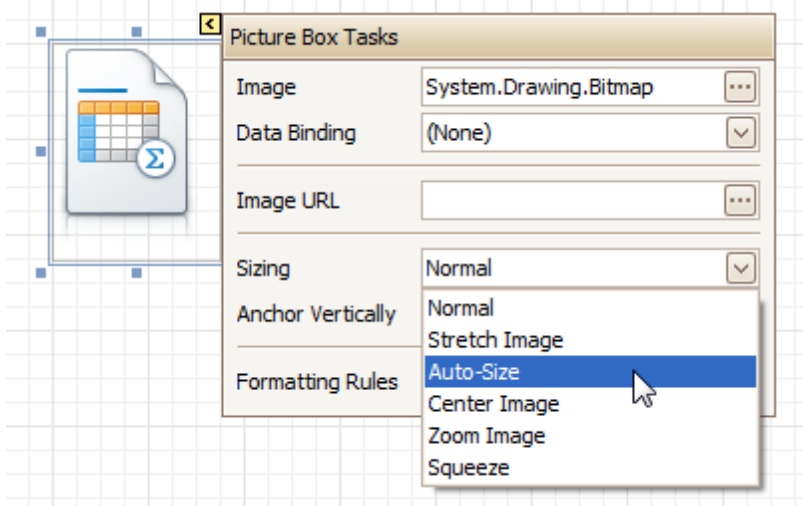 Picture Box Tasks
Image System.Drawing.Bitmap
Data Binding (None)
Image URL
Sizing Normal
Normal
Anchor Vertically
Stretch Image
Auto-Size
Formatting Rules
Center Image
Zoom Image
Squeeze
Σ